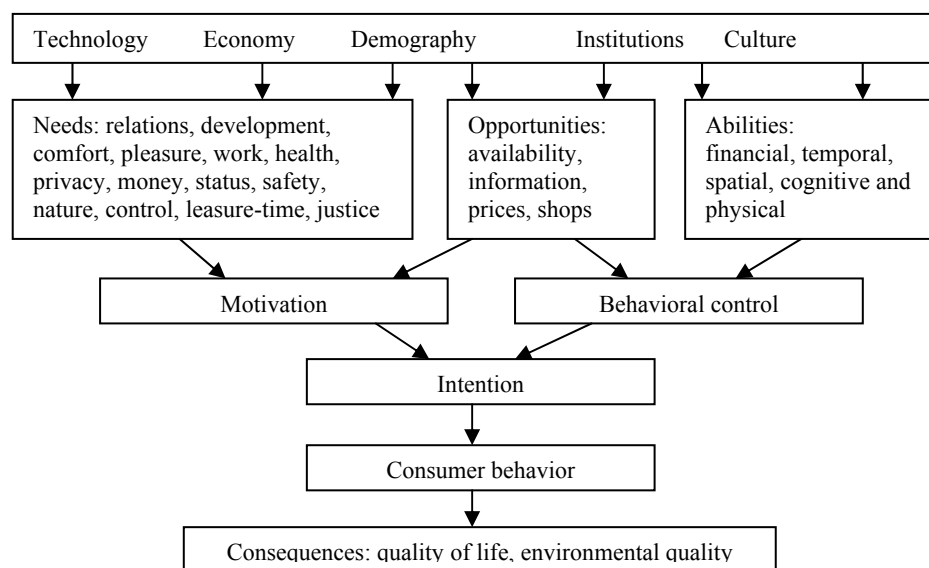 Technology Economy Demography Institutions Culture
Needs: relations, development,
comfort, pleasure, work, health,
privacy, money, status, safety,
nature, control, leasure-time, justice
Opportunities:
availability,
information,
prices, shops
Abilities:
financial, temporal,
spatial, cognitive and
physical
Motivation
Behavioral control
Intention
Consumer behavior
Consequences: quality of life, environmental quality